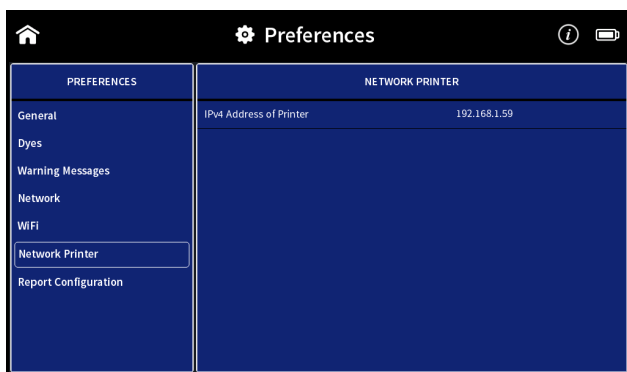 Preferences
i
PREFERENCES
NETWORK PRINTER
General
IPv4 Address of Printer 192.168.1.59
Dyes
Warning Messages
Network
WiFi
Network Printer
Report Configuration